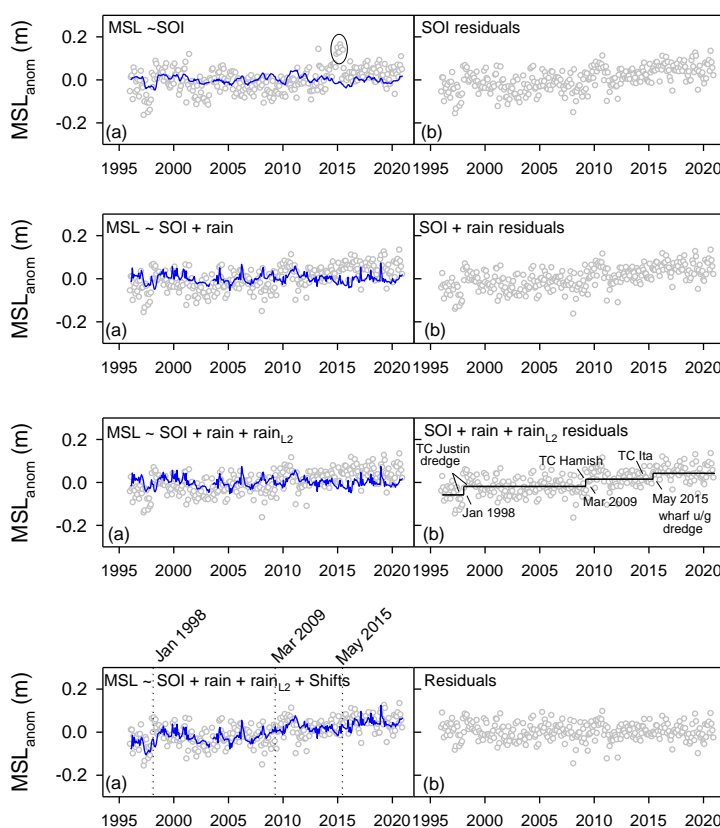 MSL ~SOI
SOI residuals
MSLanom (m)
0.2
0.0
-0.2
(a)
(b)
1995 2000 2005 2010 2015 2020 1995 2000 2005 2010 2015 2020
MSL ~ SOI + rain
SOI + rain residuals
MSLanom (m)
0.2
0.0
-0.2
(a)
(b)
1995 2000 2005 2010 2015 2020 1995 2000 2005 2010 2015 2020
MSL ~ SOI + rain + rainL2
SOI + rain + rainL2 residuals
MSLanom (m)
0.2
0.0
-0.2
TC Justin
dredge
TC Hamish
TC Ita
Jan 1998
Mar 2009
May 2015
wharf u/g
dredge
(a)
(b)
1995 2000 2005 2010 2015 2020 1995 2000 2005 2010 2015 2020
Jan 1998
Mar 2009
May 2015
MSL ~ SOI + rain + rainL2 + Shifts
Residuals
MSLanom (m)
0.2
0.0
-0.2
(a)
(b)
1995 2000 2005 2010 2015 2020 1995 2000 2005 2010 2015 2020